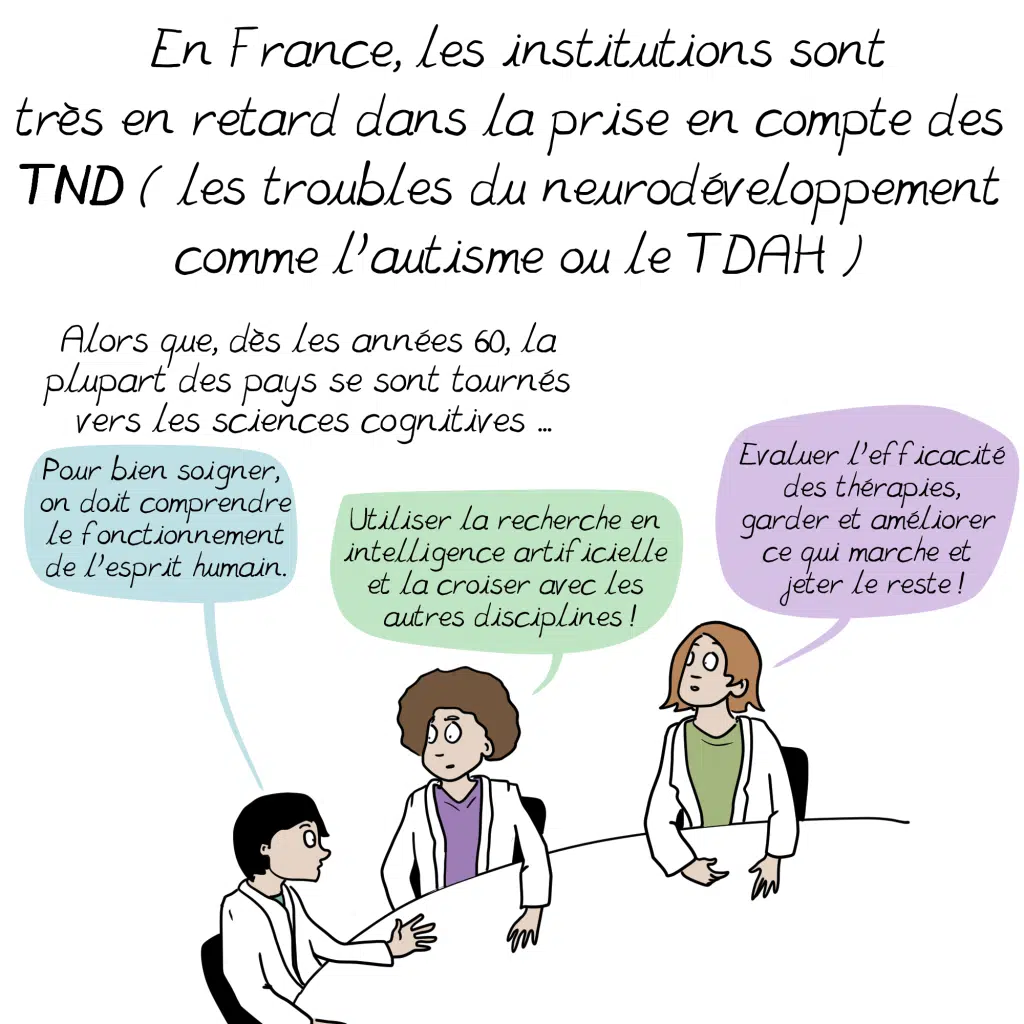 En France, les institutions sont
très en retard dans la prise en compte des
TND ( les troubles du neurodéveloppement
comme l'autisme ou le TDAH )
Alors que, dès les années 60, la
plupart des pays se sont tournés
vers les sciences cognitives ...
Pour bien soigner,
on doit comprendre
le fonctionnement
de l'esprit humain.
Utiliser la recherche en
intelligence artificielle
et la croiser avec les
autres disciplines !
Evaluer l'efficacité
des thérapies,
garder et améliorer
ce qui marche et
jeter le reste !